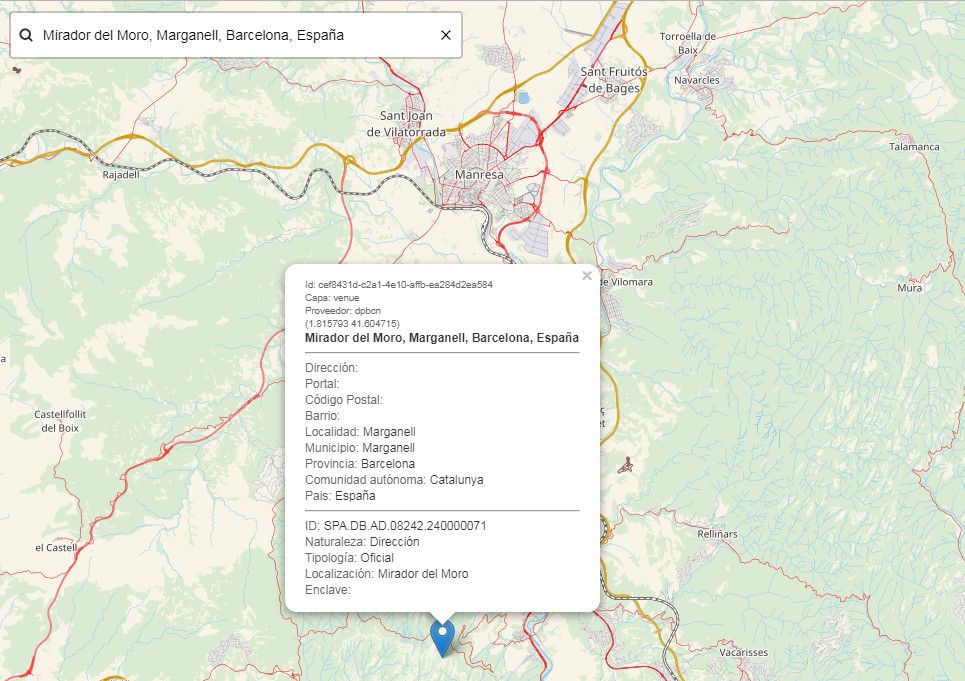 Mirador del Moro, Marganell, Barcelona, España
Torroella de
Baix
Sant Fruitós
de Bages
Navarcles
Sant Joan
de Vilatorrada
Talamanca
Manresa
Rajadell
de Vilomara
Mura
Id: cef8431d-c2a1-4e10-affb-ea284d2ea584
Capa: venue
Proveedor: dpbcn
(1.815793 41.604715)
Mirador del Moro, Marganell, Barcelona, España
Dirección:
Portal:
Código Postal:
Barrio:
Localidad: Marganell
Municipio: Marganell
Provincia: Barcelona
Comunidad autónoma: Catalunya
Pais: España
ID: SPA.DB.AD.08242.240000071
Naturaleza: Dirección
Tipología: Oficial
Localización: Mirador del Moro
Enclave:
a
Castellfollit
del Boix
el Castell
Rellinars
Vacarisses